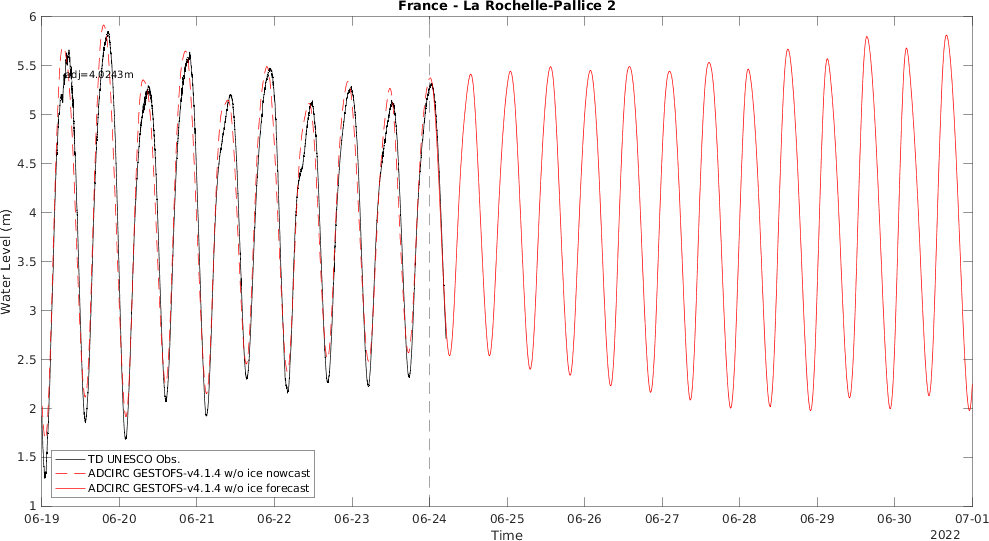 France - La Rochelle-Pallice 2
Water Level (m)
6
5.5
5
4.5
4
3.5
3
2.5
2
1.5
1
adj=4.0243m
TD UNESCO Obs.
ADCIRC GESTOFS-v4.1.4 w/o ice nowcast
ADCIRC GESTOFS-v4.1.4 w/o ice forecast
06-19 06-20 06-21 06-22 06-23 06-24 06-25 06-26 06-27 06-28 06-29 06-30 07-01
Time
2022